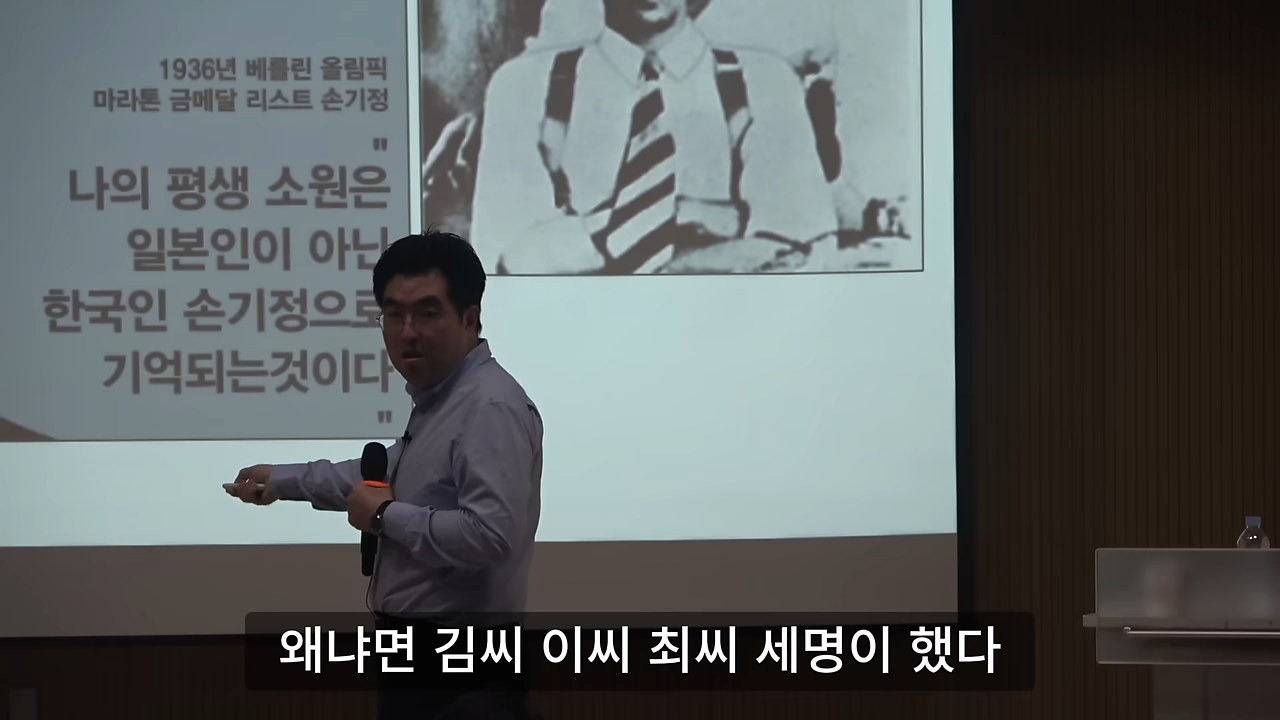 1936년 베를린 올림픽
마라톤 금메달 리스트 손기정
"
나의 평생 소원은
일본인이 아닌
한국인 손기정으로
기억되는것이다
"
왜냐면 김씨 이씨 최씨 세명이 했다